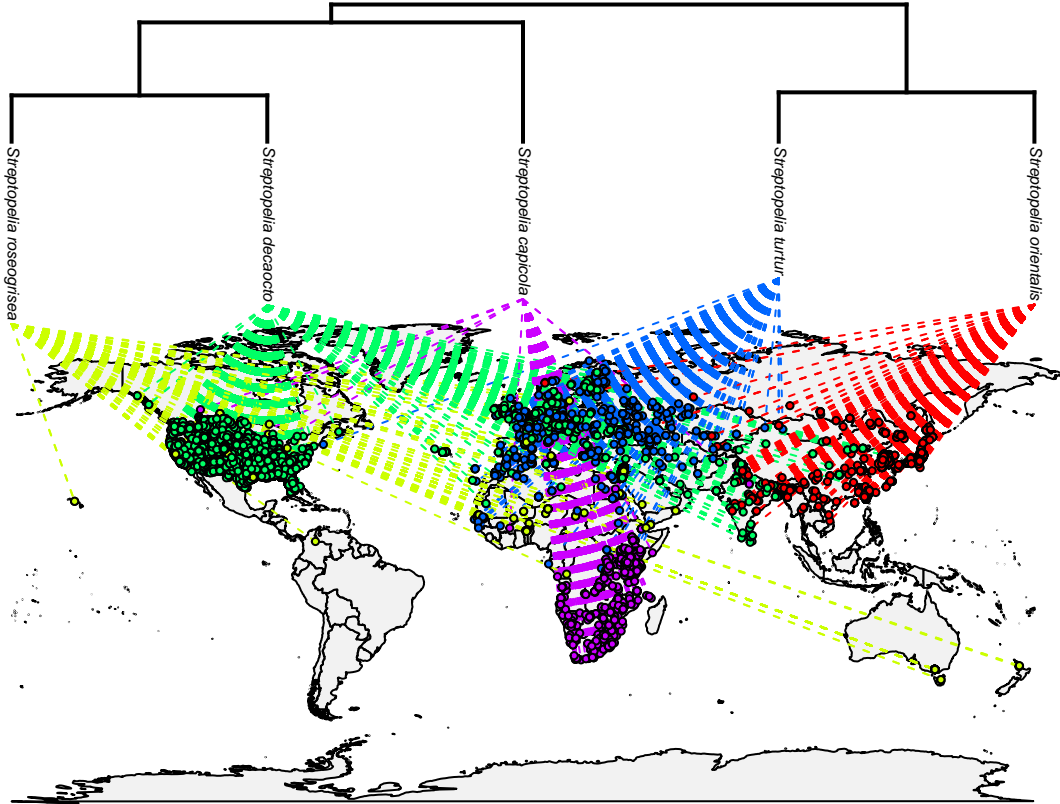 Streptopelia roseogrisea
Streptopelia decaocto
Streptopelia capicola
Streptopelia turtur
Streptopelia orientalis